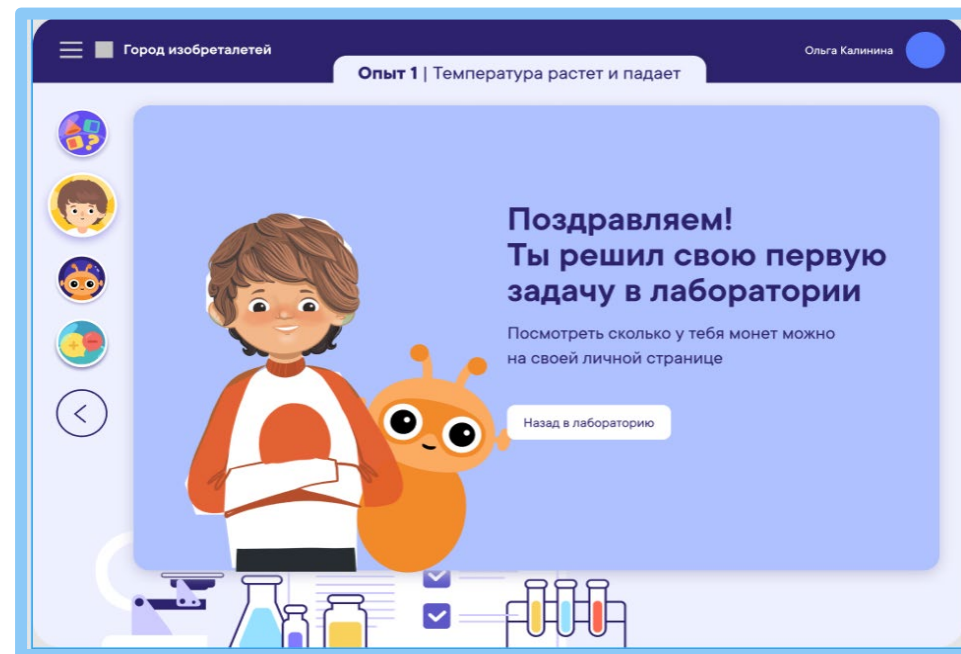 Город изобреталетей
Ольга Калинина
Опыт 1 | Температура растет и падает
Поздравляем!
Ты решил свою первую
задачу в лаборатории
Посмотреть сколько у тебя монет можно
на своей личной странице
Назад в лабораторию